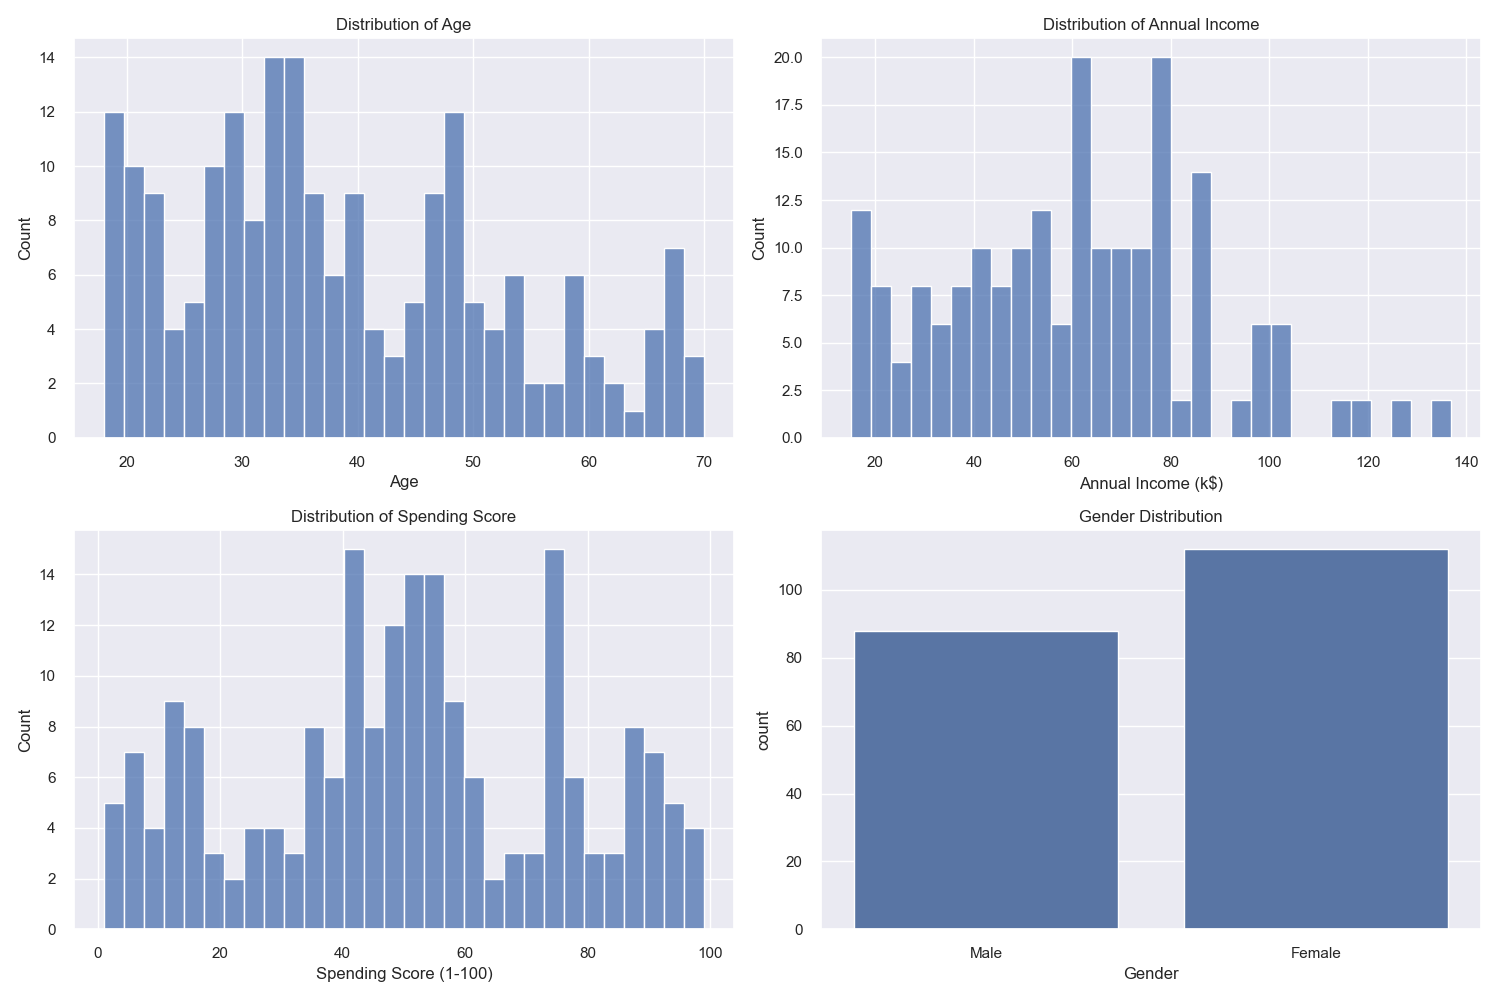 Distribution of Age
14
12
10
8
6
4
2
0
Count
20 30 40 50 60 70
Age
Distribution of Annual Income
20.0
17.5
15.0
12.5
10.0
7.5
5.0
2.5
0.0
Count
20 40 60 80 100 120 140
Annual Income (k$)
Distribution of Spending Score
14
12
10
8
6
4
2
0
Count
0 20 40 60 80 100
Spending Score (1-100)
Gender Distribution
100
80
60
40
20
0
count
Male Female
Gender